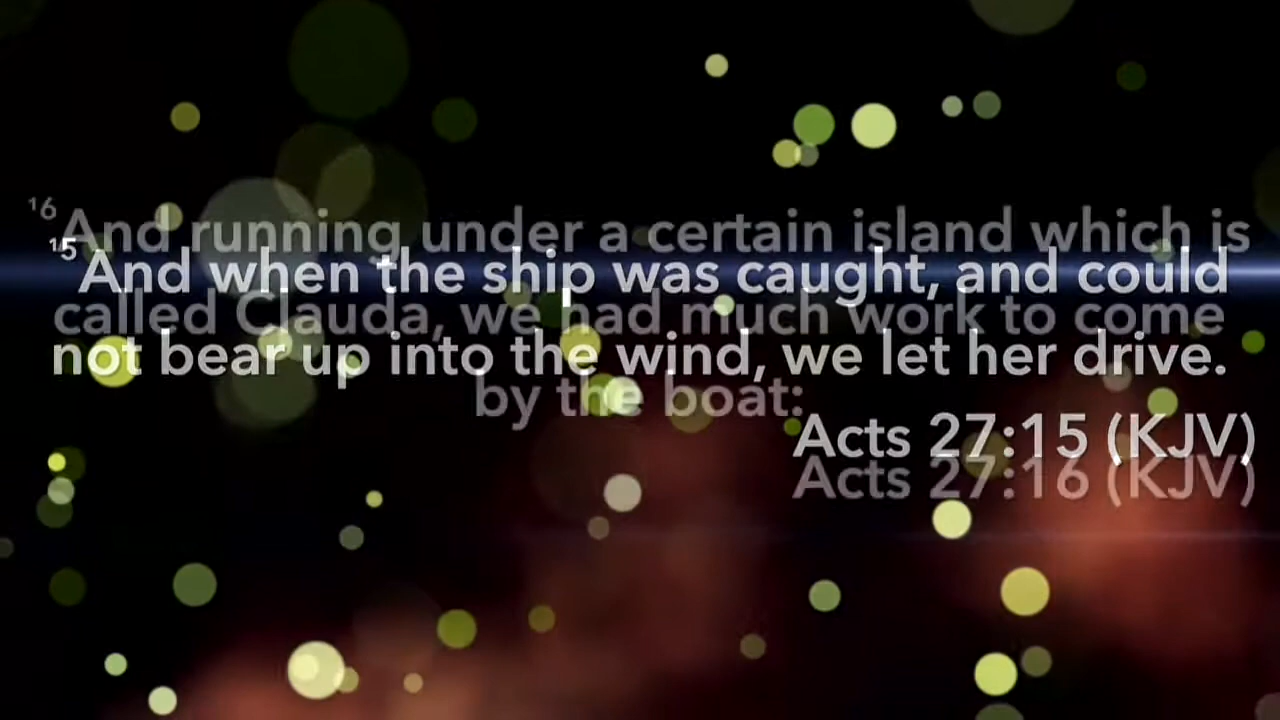 15 And when the ship was caught, and could
not bear up into the wind, we let her drive.
Acts 27:15 (KJV)
16 And running under a certain island which is
called Clauda, we had much work to come
by the boat:
Acts 27:16 (KJV)